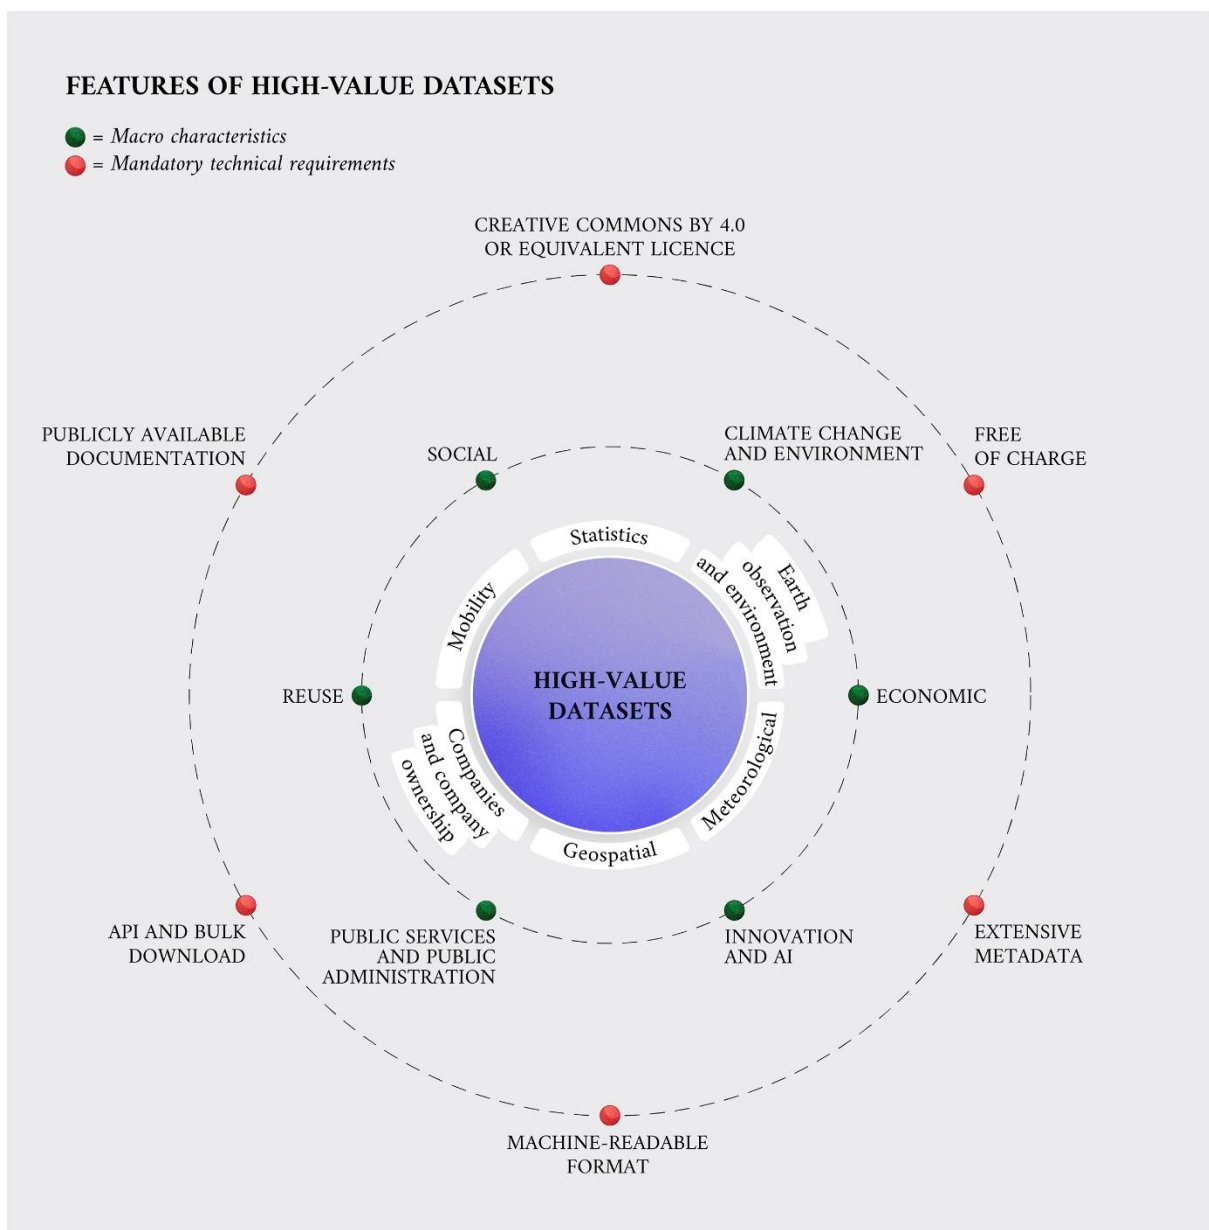 FEATURES OF HIGH-VALUE DATASETS
= Macro characteristics
= Mandatory technical requirements
CREATIVE COMMONS BY 4.0
OR EQUIVALENT LICENCE
PUBLICLY AVAILABLE
DOCUMENTATION
SOCIAL
CLIMATE CHANGE
AND ENVIRONMENT
FREE
OF CHARGE
Statistics
Mobility
Earth
observation
and environment
HIGH-VALUE
DATASETS
REUSE
ECONOMIC
Companies
and company
ownership
Meteorological
Geospatial
API AND BULK
DOWNLOAD
PUBLIC SERVICES
AND PUBLIC
ADMINISTRATION
INNOVATION
AND AI
EXTENSIVE
METADATA
MACHINE-READABLE
FORMAT